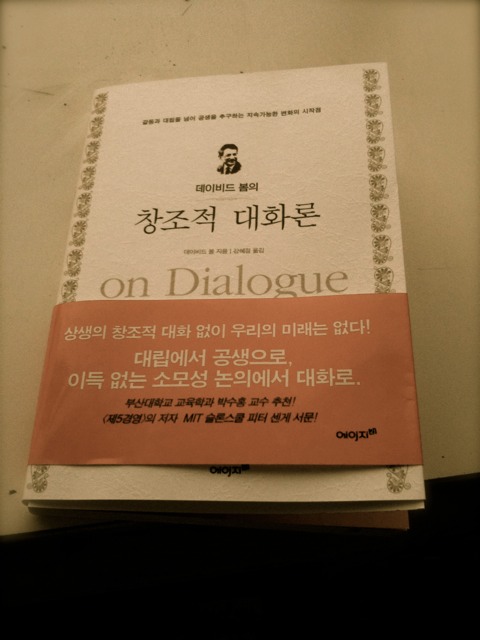 갈등과 대립을 넘어 공생을 추구하는 지속가능한 변화의 시작점
데이비드 봄의
창조적 대화론
데이비드 봄 지음 | 강혜정 옮김
on Dialogue
상생의 창조적 대화 없이 우리의 미래는 없다!
대립에서 공생으로,
이득 없는 소모성 논의에서 대화로.
부산대학교 교육학과 박수홍 교수 추천!
《제5경영》의 저자 MIT 슬론스쿨 피터 센게 서문!
에이지
에이지